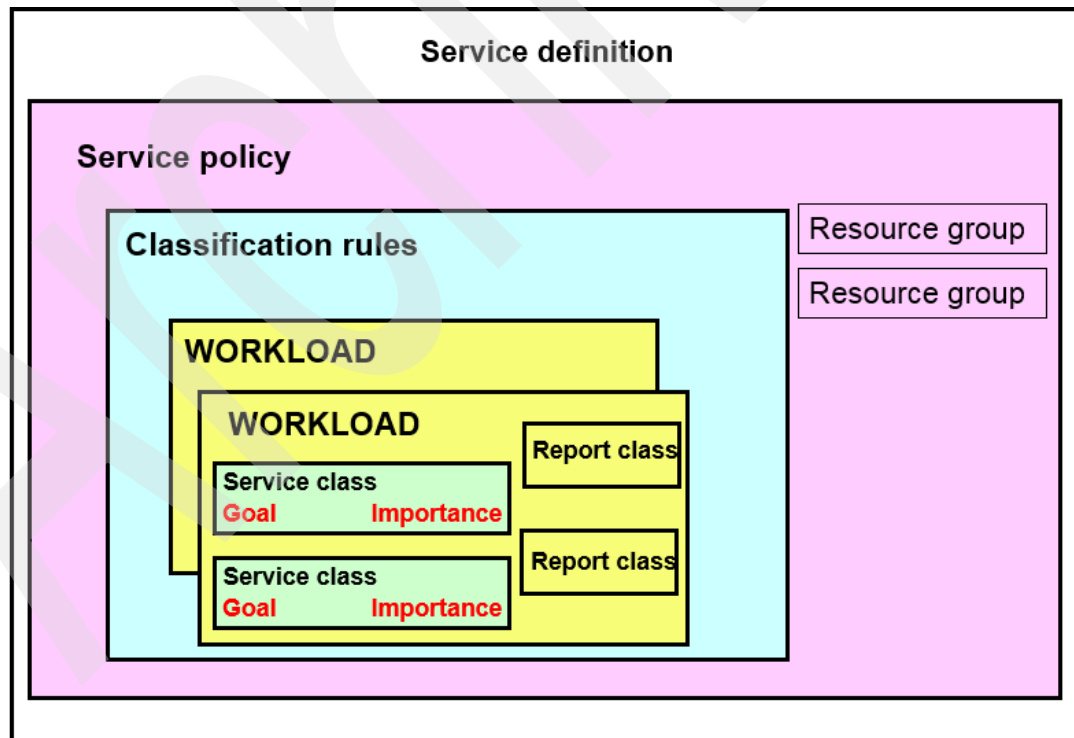 Service definition
Service policy
Classification rules
Resource group
Resource group
WORKLOAD
WORKLOAD
Report class
Service class
Goal Importance
Report class
Service class
Goal Importance